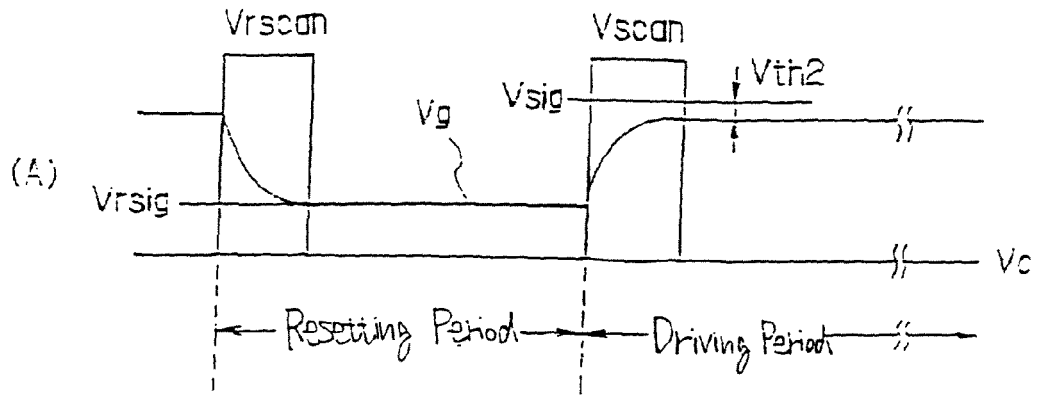 Vrscan
Vscan
Vth2
Vsig
Vg
(A)
Vrsig
Vc
Resetting Period
Driving Period